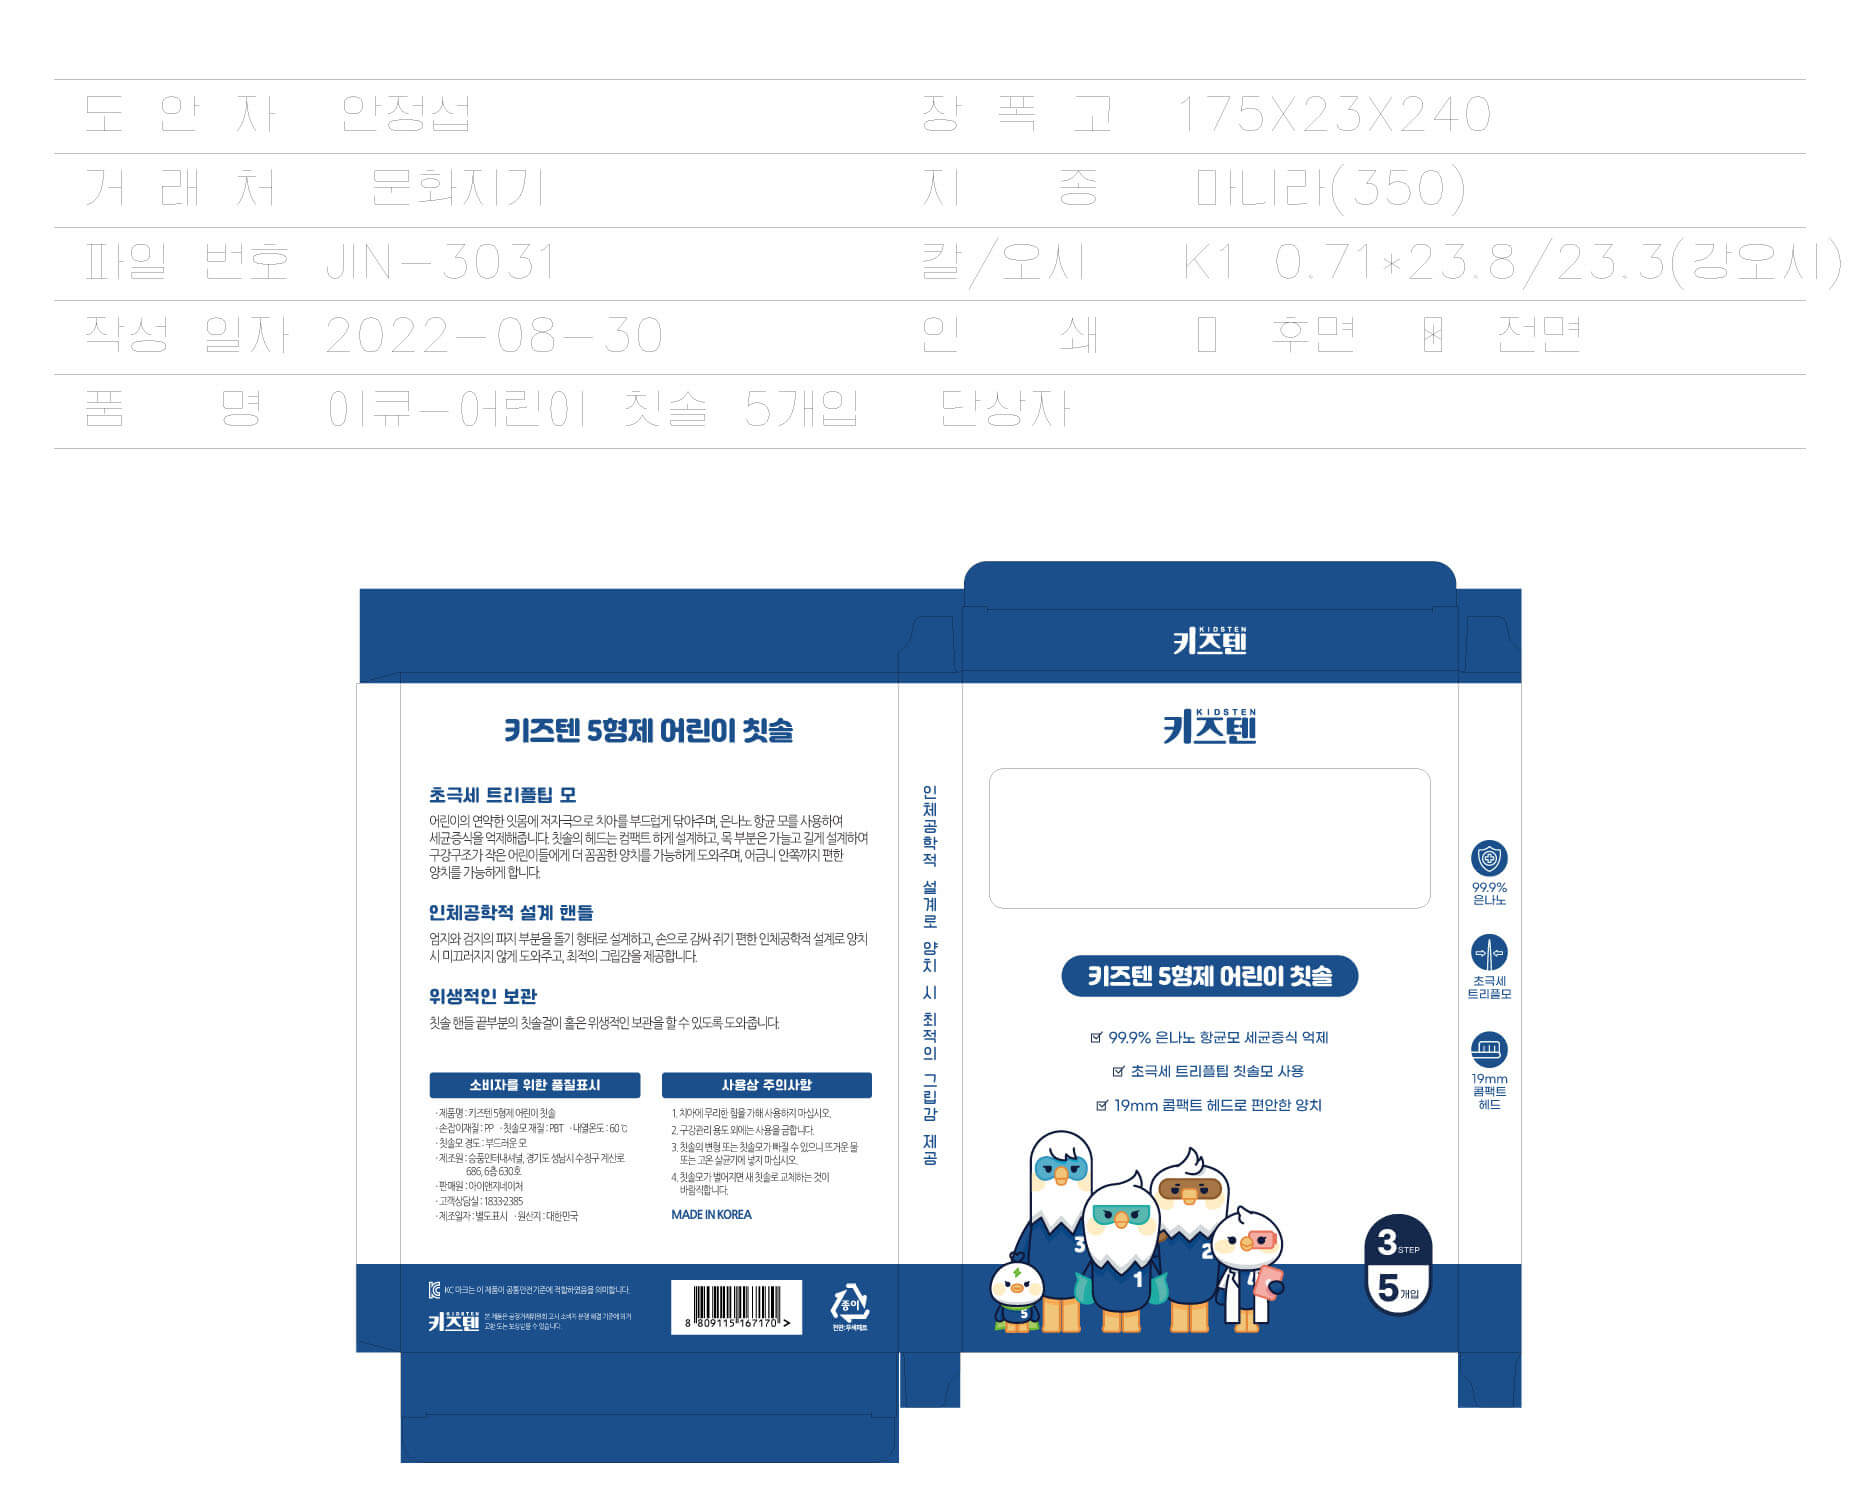 도 안 자 안정섭
장 폭 고 175X23X240
거 래 처 문화지기
지 종 마니라(350)
파일 번호 JIN-3031
칼/오시 K1 0.71*23.8/23.3(강오시)
작성 일자 2022-08-30
인 쇄 후면 * 전면
품 명 이큐-어린이 칫솔 5개입 단상자
KIDSTEN
키즈텐
키즈텐 5형제 어린이 칫솔
초극세 트리플팁 모
어린이의 연약한 잇몸에 저자극으로 치아를 부드럽게 닦아주며, 은나노 항균 모를 사용하여
세균증식을 억제해줍니다. 칫솔의 헤드는 컴팩트 하게 설계하고, 목 부분은 가늘고 길게 설계하여
구강구조가 작은 어린이들에게 더 꼼꼼한 양치를 가능하게 도와주며, 어금니 안쪽까지 편한
양치를 가능하게 합니다.
인체공학적 설계 핸들
엄지와 검지의 파지 부분을 돌기 형태로 설계하고, 손으로 감싸 쥐기 편한 인체공학적 설계로 양치
시 미끄러지지 않게 도와주고, 최적의 그립감을 제공합니다.
위생적인 보관
칫솔 핸들 끝부분의 칫솔걸이 홀은 위생적인 보관을 할 수 있도록 도와줍니다.
소비자를 위한 품질표시
· 제품명 : 키즈텐 5형제 어린이 칫솔
· 손잡이재질 : PP · 칫솔모 재질 : PBT · 내열온도 : 60 ℃
· 칫솔모 경도 : 부드러운 모
· 제조원 : 승품인터내셔널, 경기도 성남시 수정구 계산로
686, 6층 630호
· 판매원 : 아이앤지네이처
· 고객상담실 : 1833-2385
· 제조일자 : 별도표시 · 원산지 : 대한민국
사용상 주의사항
1. 치아에 무리한 힘을 가해 사용하지 마십시오.
2. 구강관리 용도 외에는 사용을 금합니다.
3. 칫솔의 변형 또는 칫솔모가 빠질 수 있으니 뜨거운 물
또는 고온 살균기에 넣지 마십시오.
4. 칫솔모가 벌어지면 새 칫솔로 교체하는 것이
바람직합니다.
MADE IN KOREA
KC 마크는 이 제품이 공통안전기준에 적합하였음을 의미합니다.
KIDSTEN
키즈텐
본 제품은 공정거래위원회 고시 소비자 분쟁 해결 기준에 의거
교환 또는 보상받을 수 있습니다.
8 809115 167170 >
종이
인체공학적 설계로 양치 시 최적의 그립감 제공
KIDSTEN
키즈텐
키즈텐 5형제 어린이 칫솔
99.9% 은나노 항균모 세균증식 억제
초극세 트리플팁 칫솔모 사용
19mm 콤팩트 헤드로 편안한 양치
3
1
2
4
5
3 STEP
5 개입
99.9%
은나노
초극세
트리플모
19mm
콤팩트
헤드